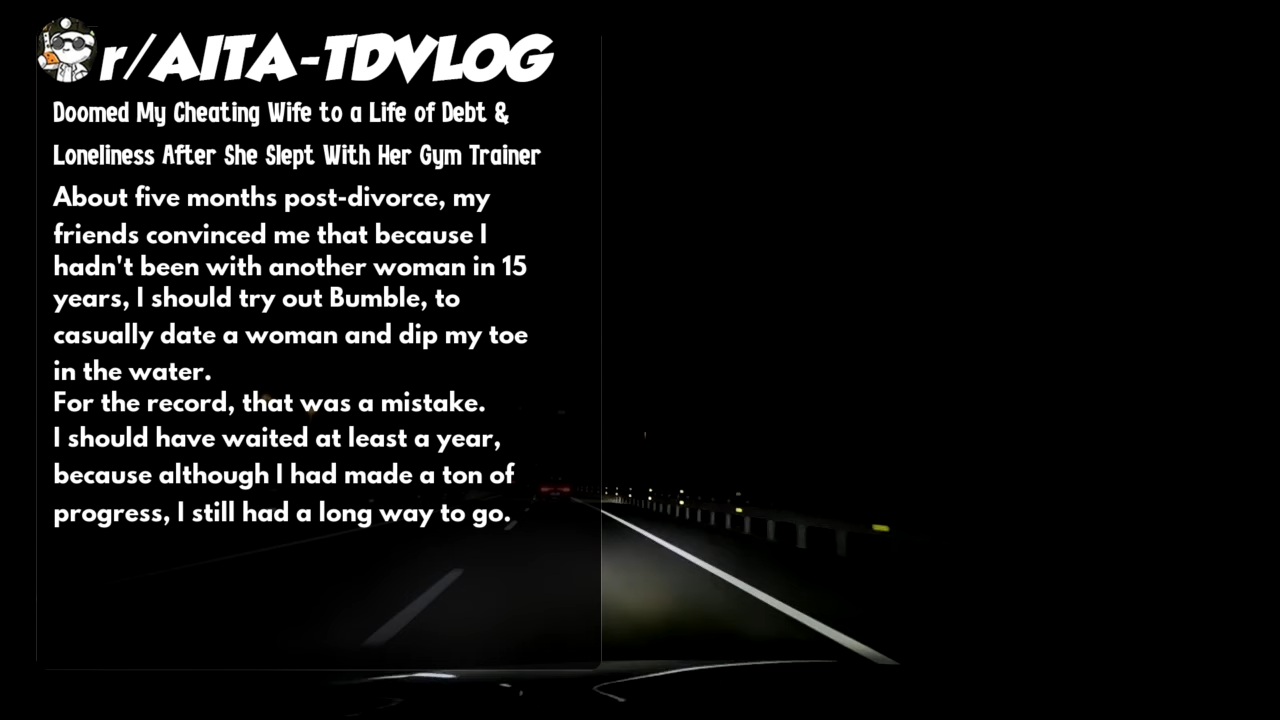 r/AITA-TDVLOG
Doomed My Cheating Wife to a Life of Debt &
Loneliness After She Slept With Her Gym Trainer
About five months post-divorce, my
friends convinced me that because I
hadn't been with another woman in 15
years, I should try out Bumble, to
casually date a woman and dip my toe
in the water.
For the record, that was a mistake.
I should have waited at least a year,
because although I had made a ton of
progress, I still had a long way to go.